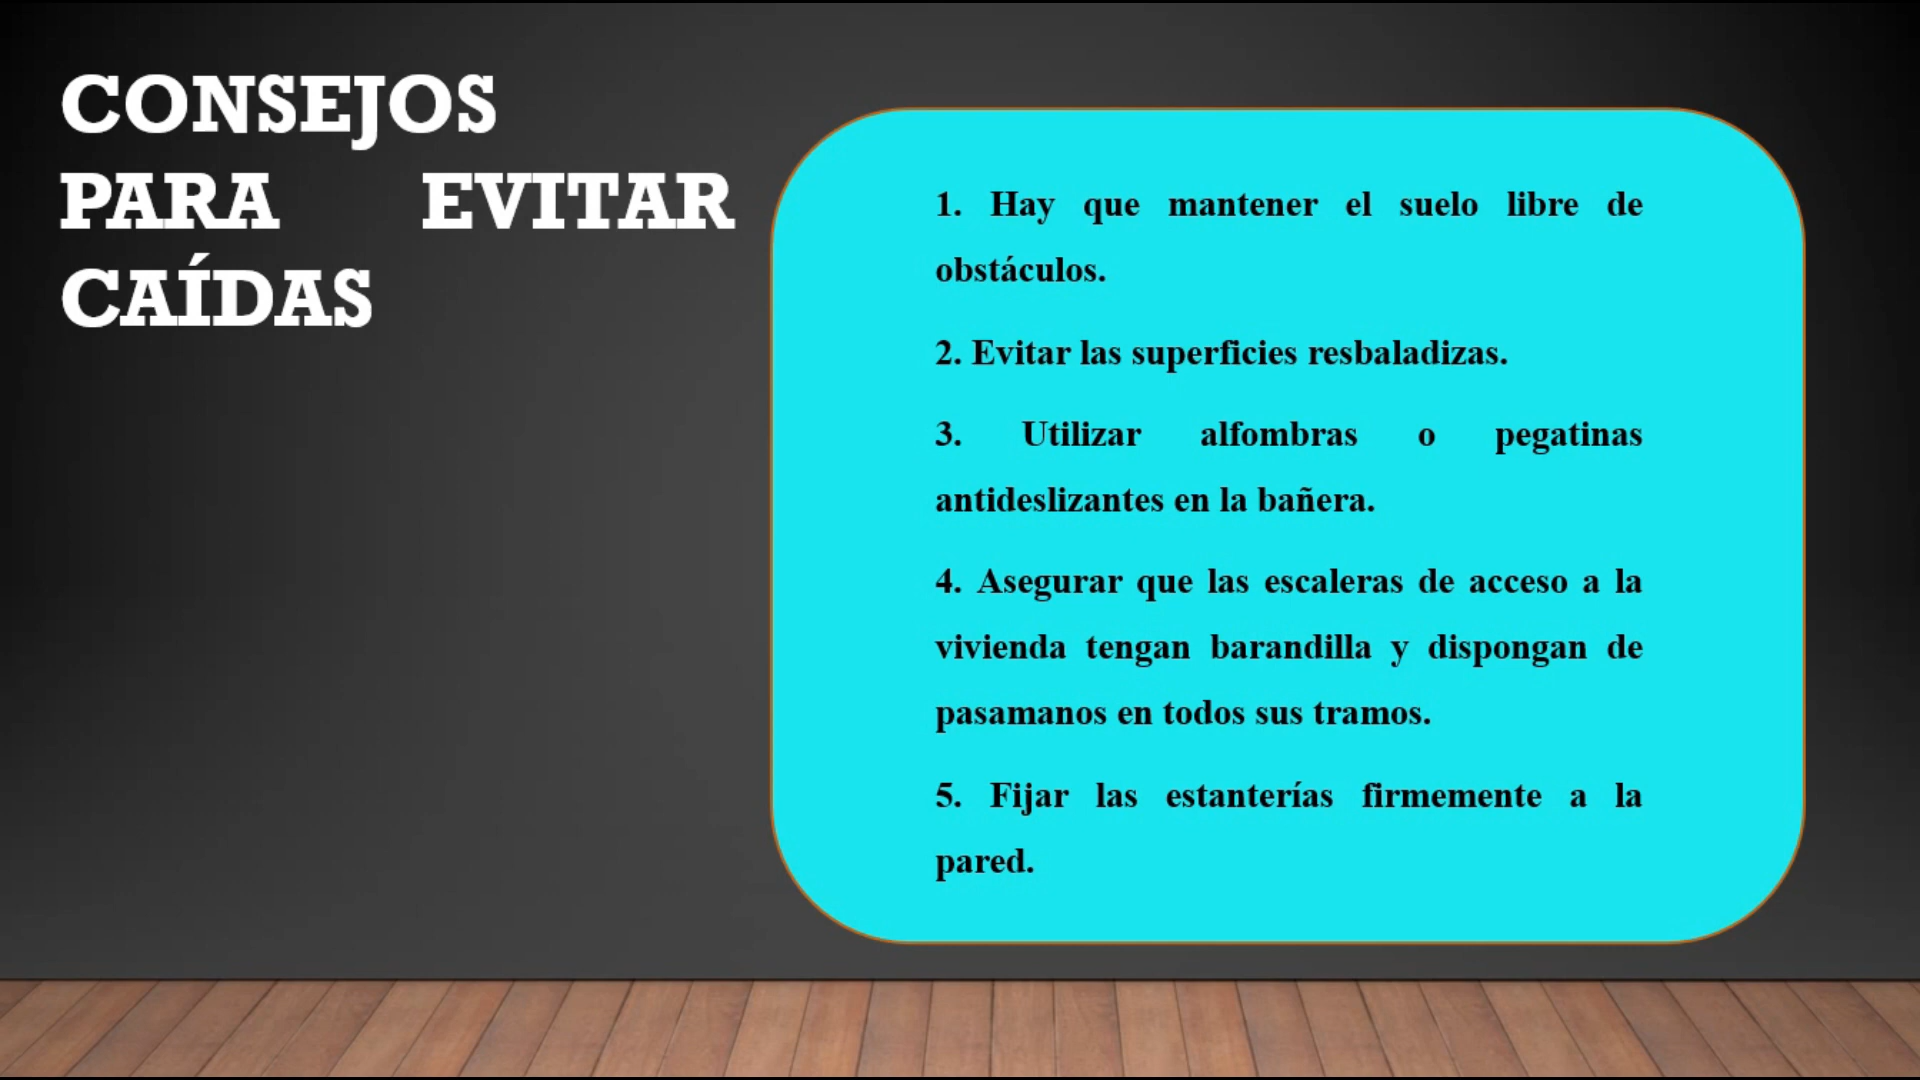 CONSEJOS
PARA EVITAR
CAÍDAS
1. Hay que mantener el suelo libre de
obstáculos.
2. Evitar las superficies resbaladizas.
3. Utilizar alfombras o pegatinas
antideslizantes en la bañera.
4. Asegurar que las escaleras de acceso a la
vivienda tengan barandilla y dispongan de
pasamanos en todos sus tramos.
5. Fijar las estanterías firmemente a la
pared.